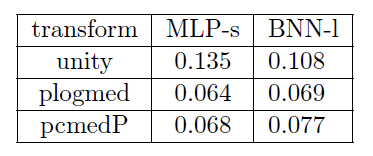 transform MLP-s BNN-l
unity 0.135 0.108
plogmed 0.064 0.069
pcmedP 0.068 0.077